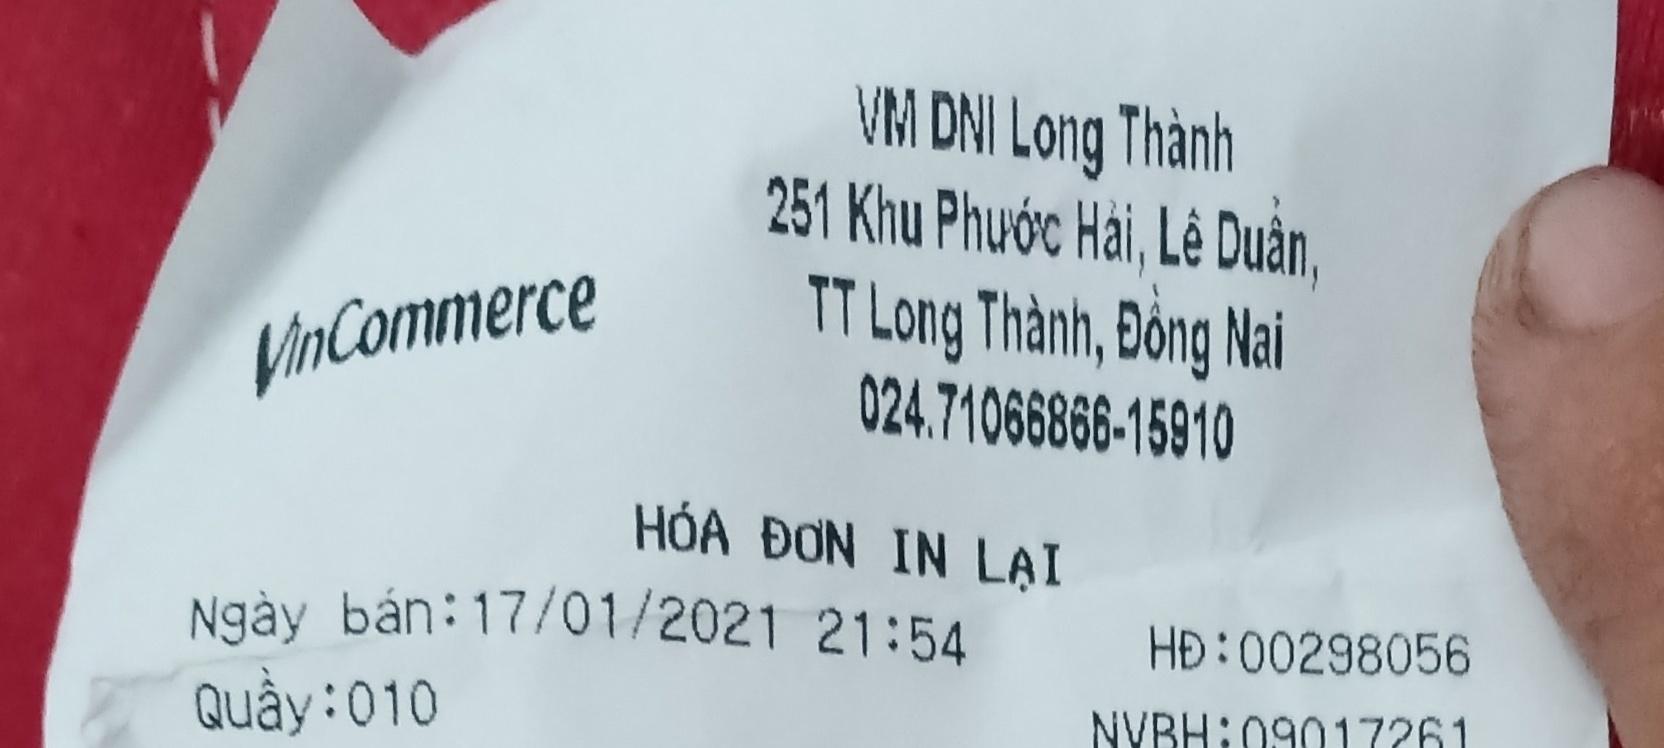 VM DNI Long Thành
251 Khu Phước Hải, Lê Duẩn,
TT Long Thành, Đồng Nai
024.71066866-15910
VinCommerce
HÓA ĐƠN IN LẠI
Ngày bán:17/01/2021 21:54 HĐ:00298056
Quầy:010 NVBH:09017261